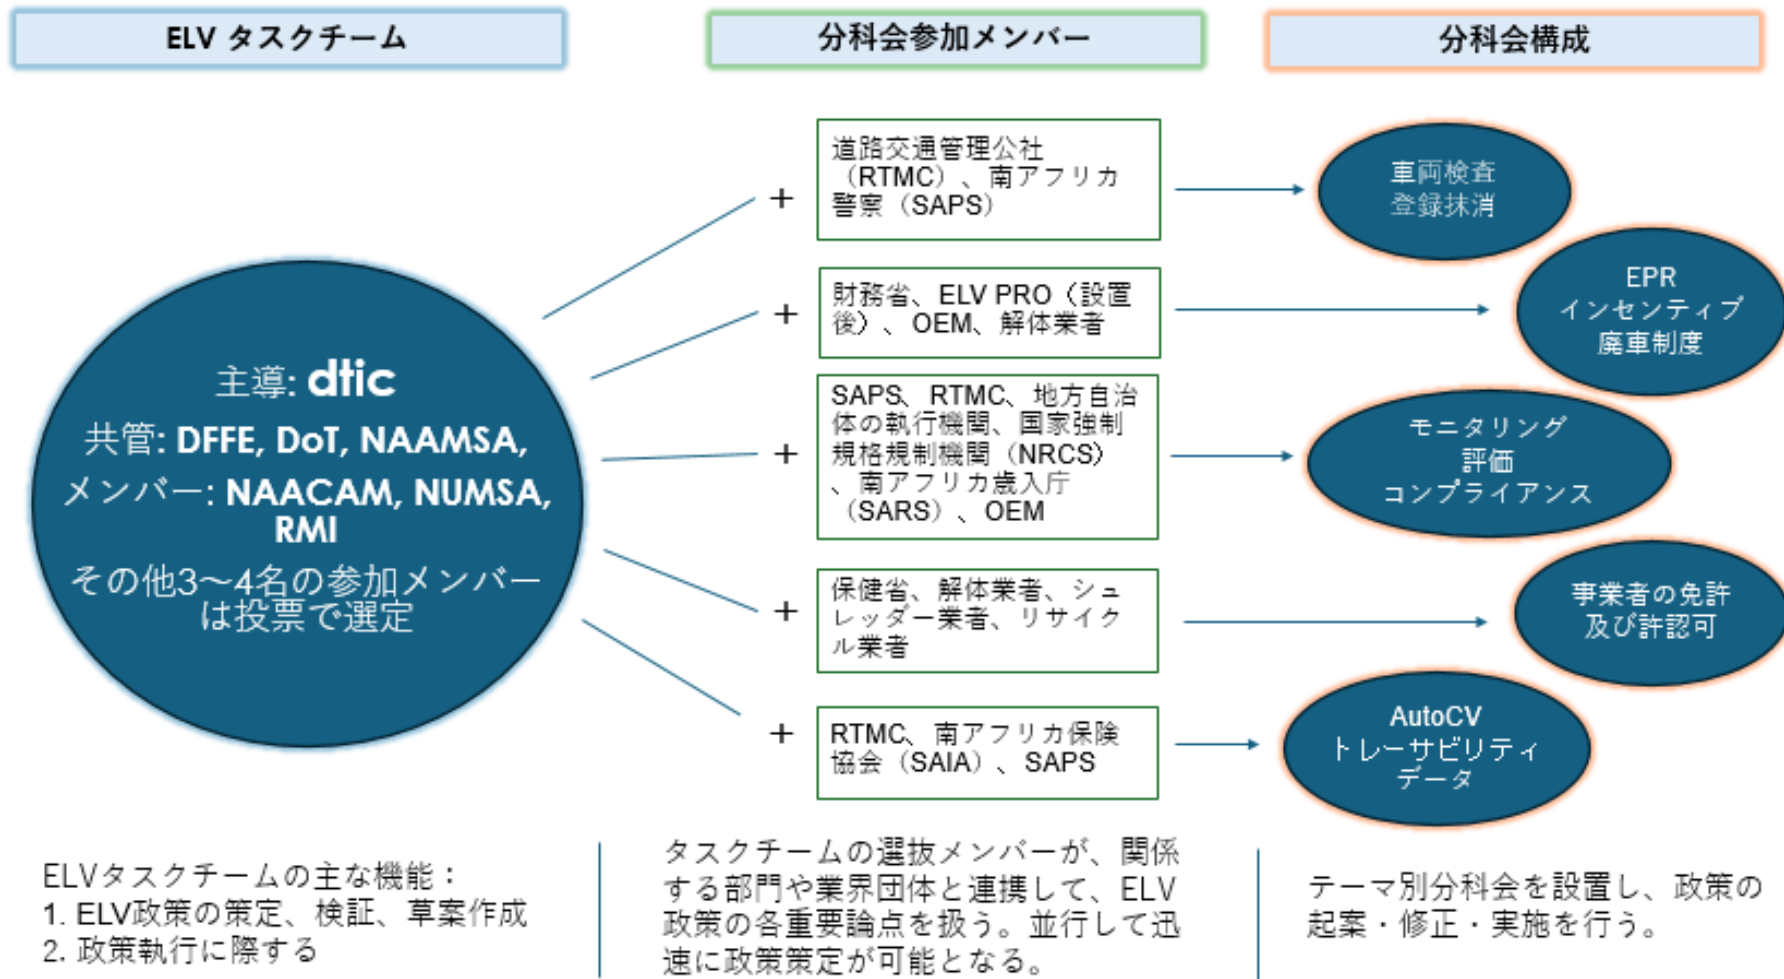 ELV タスクチーム
分科会参加メンバー
分科会構成
主導: dtic
共管: DFFE, DoT, NAAMSA,
メンバー: NAACAM, NUMSA,
RMI
その他3～4名の参加メンバー
は投票で選定
+
道路交通管理公社
（RTMC）、南アフリカ
警察（SAPS）
車両検査
登録抹消
+
財務省、ELV PRO（設置
後）、OEM、解体業者
EPR
インセンティブ
廃車制度
+
SAPS、RTMC、地方自治
体の執行機関、国家強制
規格規制機関（NRCS）
、南アフリカ歳入庁
（SARS）、OEM
モニタリング
評価
コンプライアンス
+
保健省、解体業者、シュ
レッダー業者、リサイク
ル業者
事業者の免許
及び許認可
+
RTMC、南アフリカ保険
協会（SAIA）、SAPS
AutoCV
トレーサビリティ
データ
ELVタスクチームの主な機能：
1. ELV政策の策定、検証、草案作成
2. 政策執行に際する
タスクチームの選抜メンバーが、関係
する部門や業界団体と連携して、ELV
政策の各重要論点を扱う。並行して迅
速に政策策定が可能となる。
テーマ別分科会を設置し、政策の
起案・修正・実施を行う。